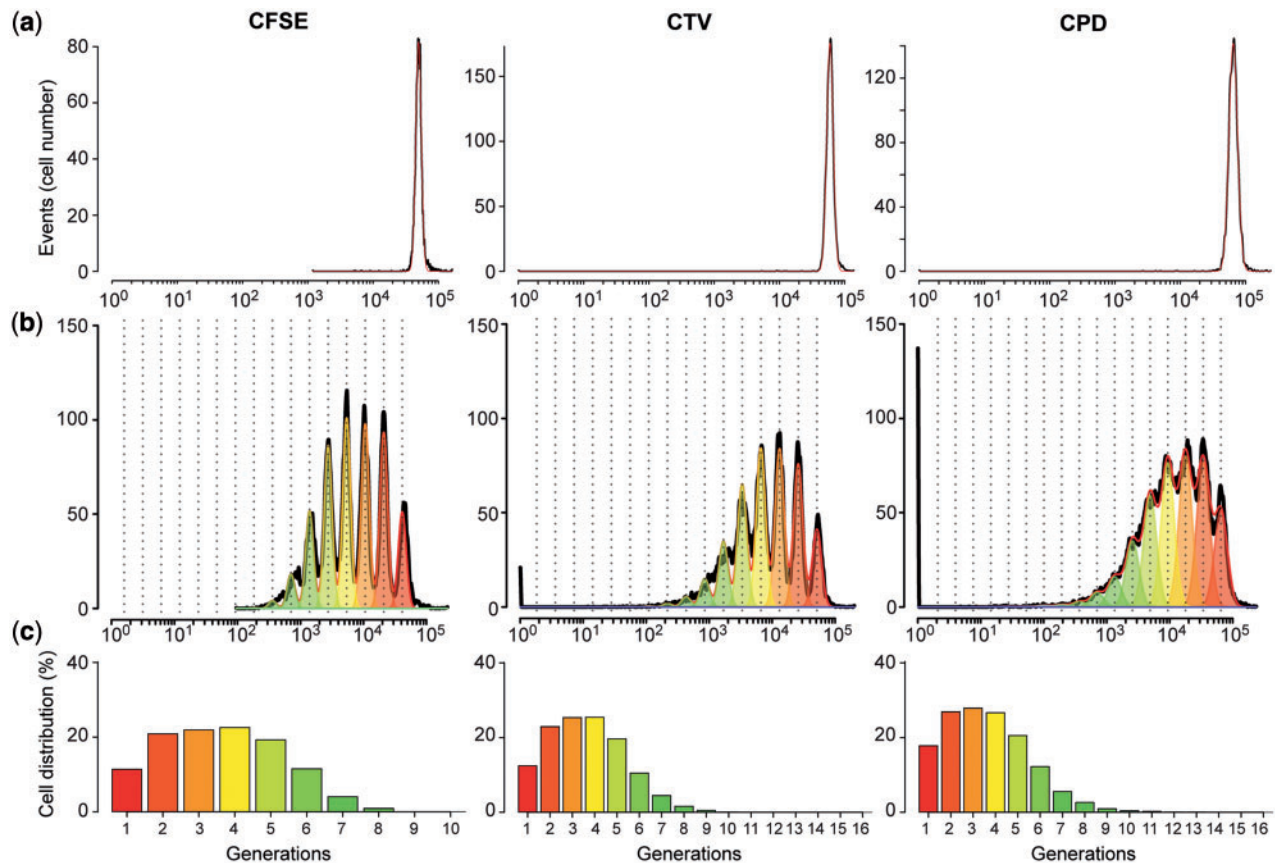 (a) CFSE CTV CPD
Events (cell number)
80 60 40 20 0
150 100 50 0
120 80 40 0
10^0 10^1 10^2 10^3 10^4 10^5
10^0 10^1 10^2 10^3 10^4 10^5
10^0 10^1 10^2 10^3 10^4 10^5
(b)
150 100 50 0
150 100 50 0
150 100 50 0
10^0 10^1 10^2 10^3 10^4 10^5
10^0 10^1 10^2 10^3 10^4 10^5
10^0 10^1 10^2 10^3 10^4 10^5
(c)
Cell distribution (%)
40 20 0
40 20 0
40 20 0
1 2 3 4 5 6 7 8 9 10
1 2 3 4 5 6 7 8 9 10 11 12 13 14 15 16
1 2 3 4 5 6 7 8 9 10 11 12 13 14 15 16
Generations Generations Generations